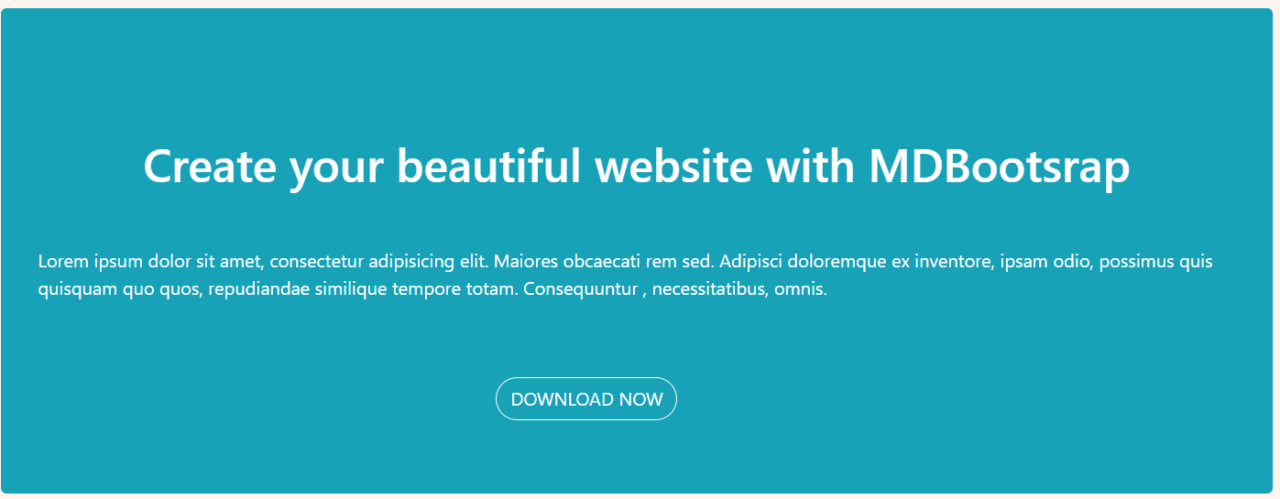 Create your beautiful website with MDBootsrap
Lorem ipsum dolor sit amet, consectetur adipisicing elit. Maiores obcaecati rem sed. Adipisci doloremque ex inventore, ipsam odio, possimus quis
quisquam quo quos, repudiandae similique tempore totam. Consequuntur , necessitatibus, omnis.
DOWNLOAD NOW